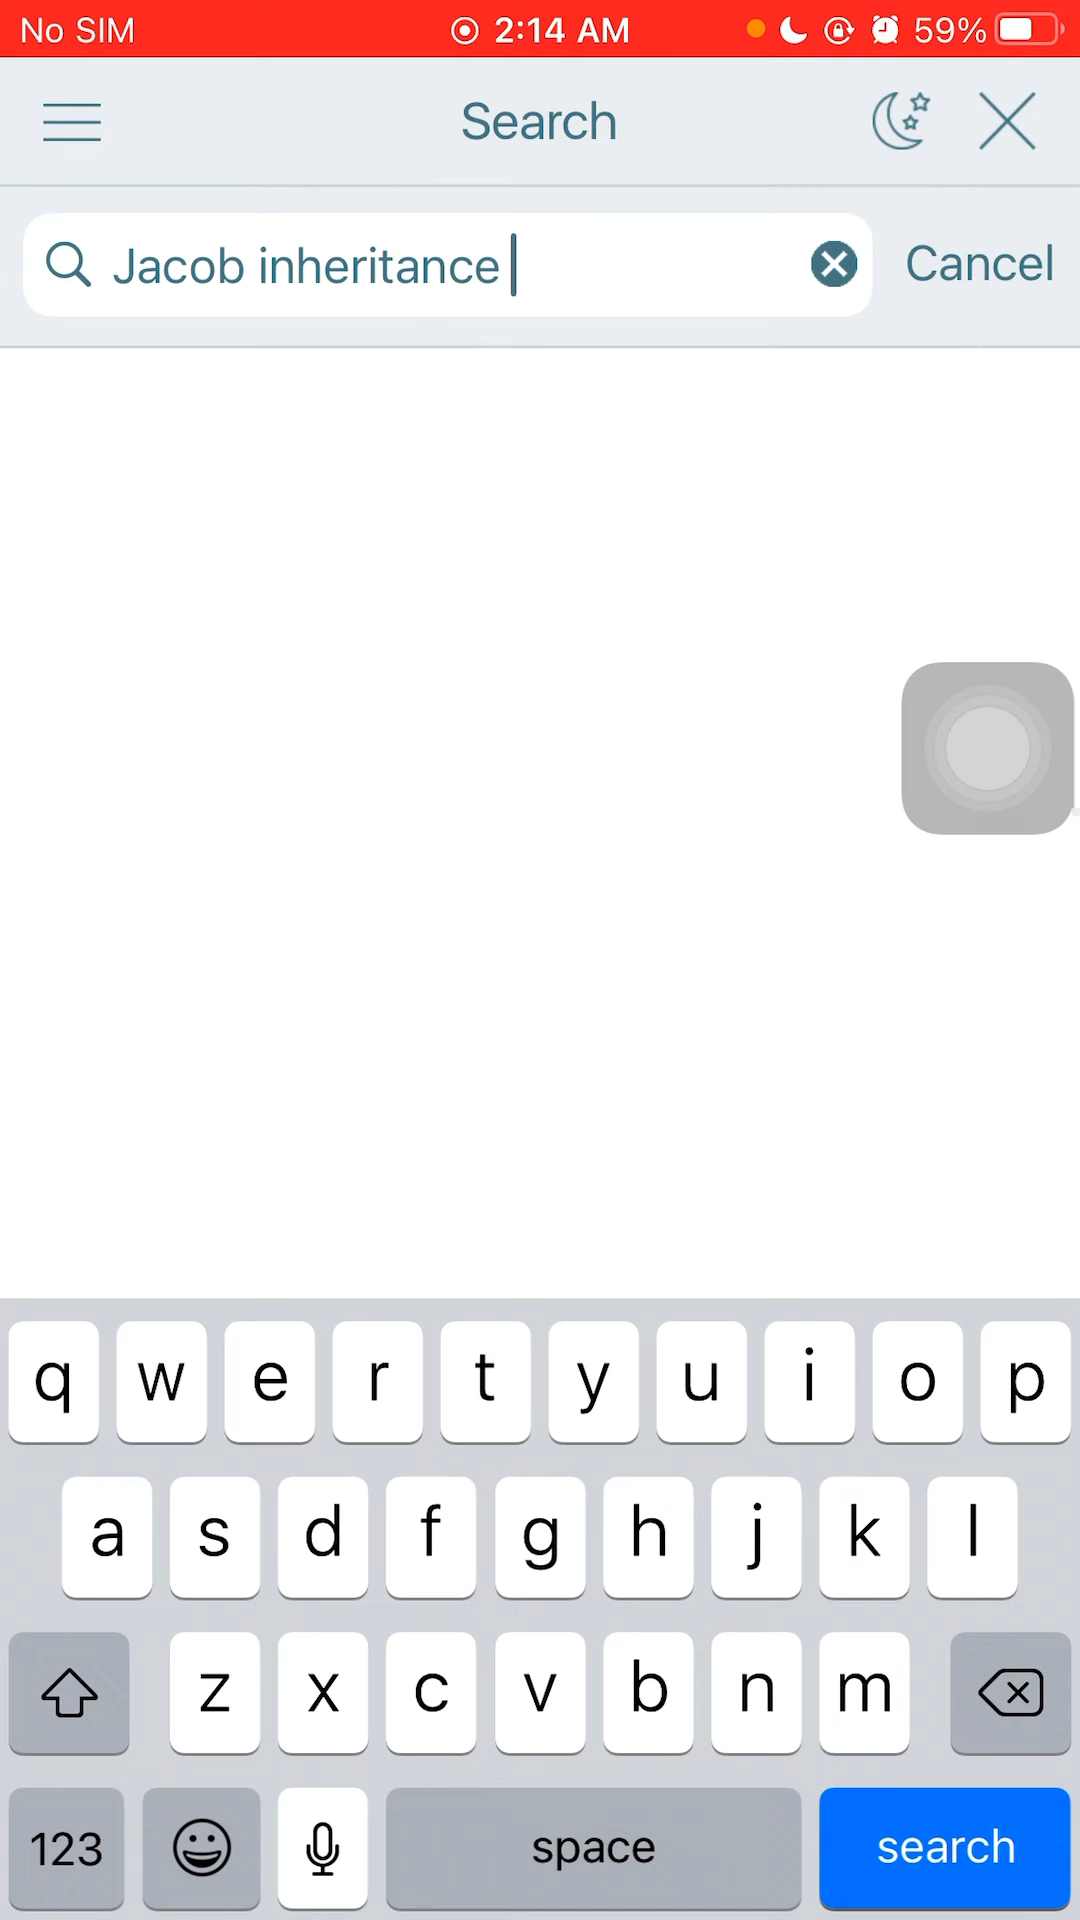 No SIM 2:14 AM 59%
Search
Jacob inheritance Cancel
q w e r t y u i o p
a s d f g h j k l
z x c v b n m
123 space search